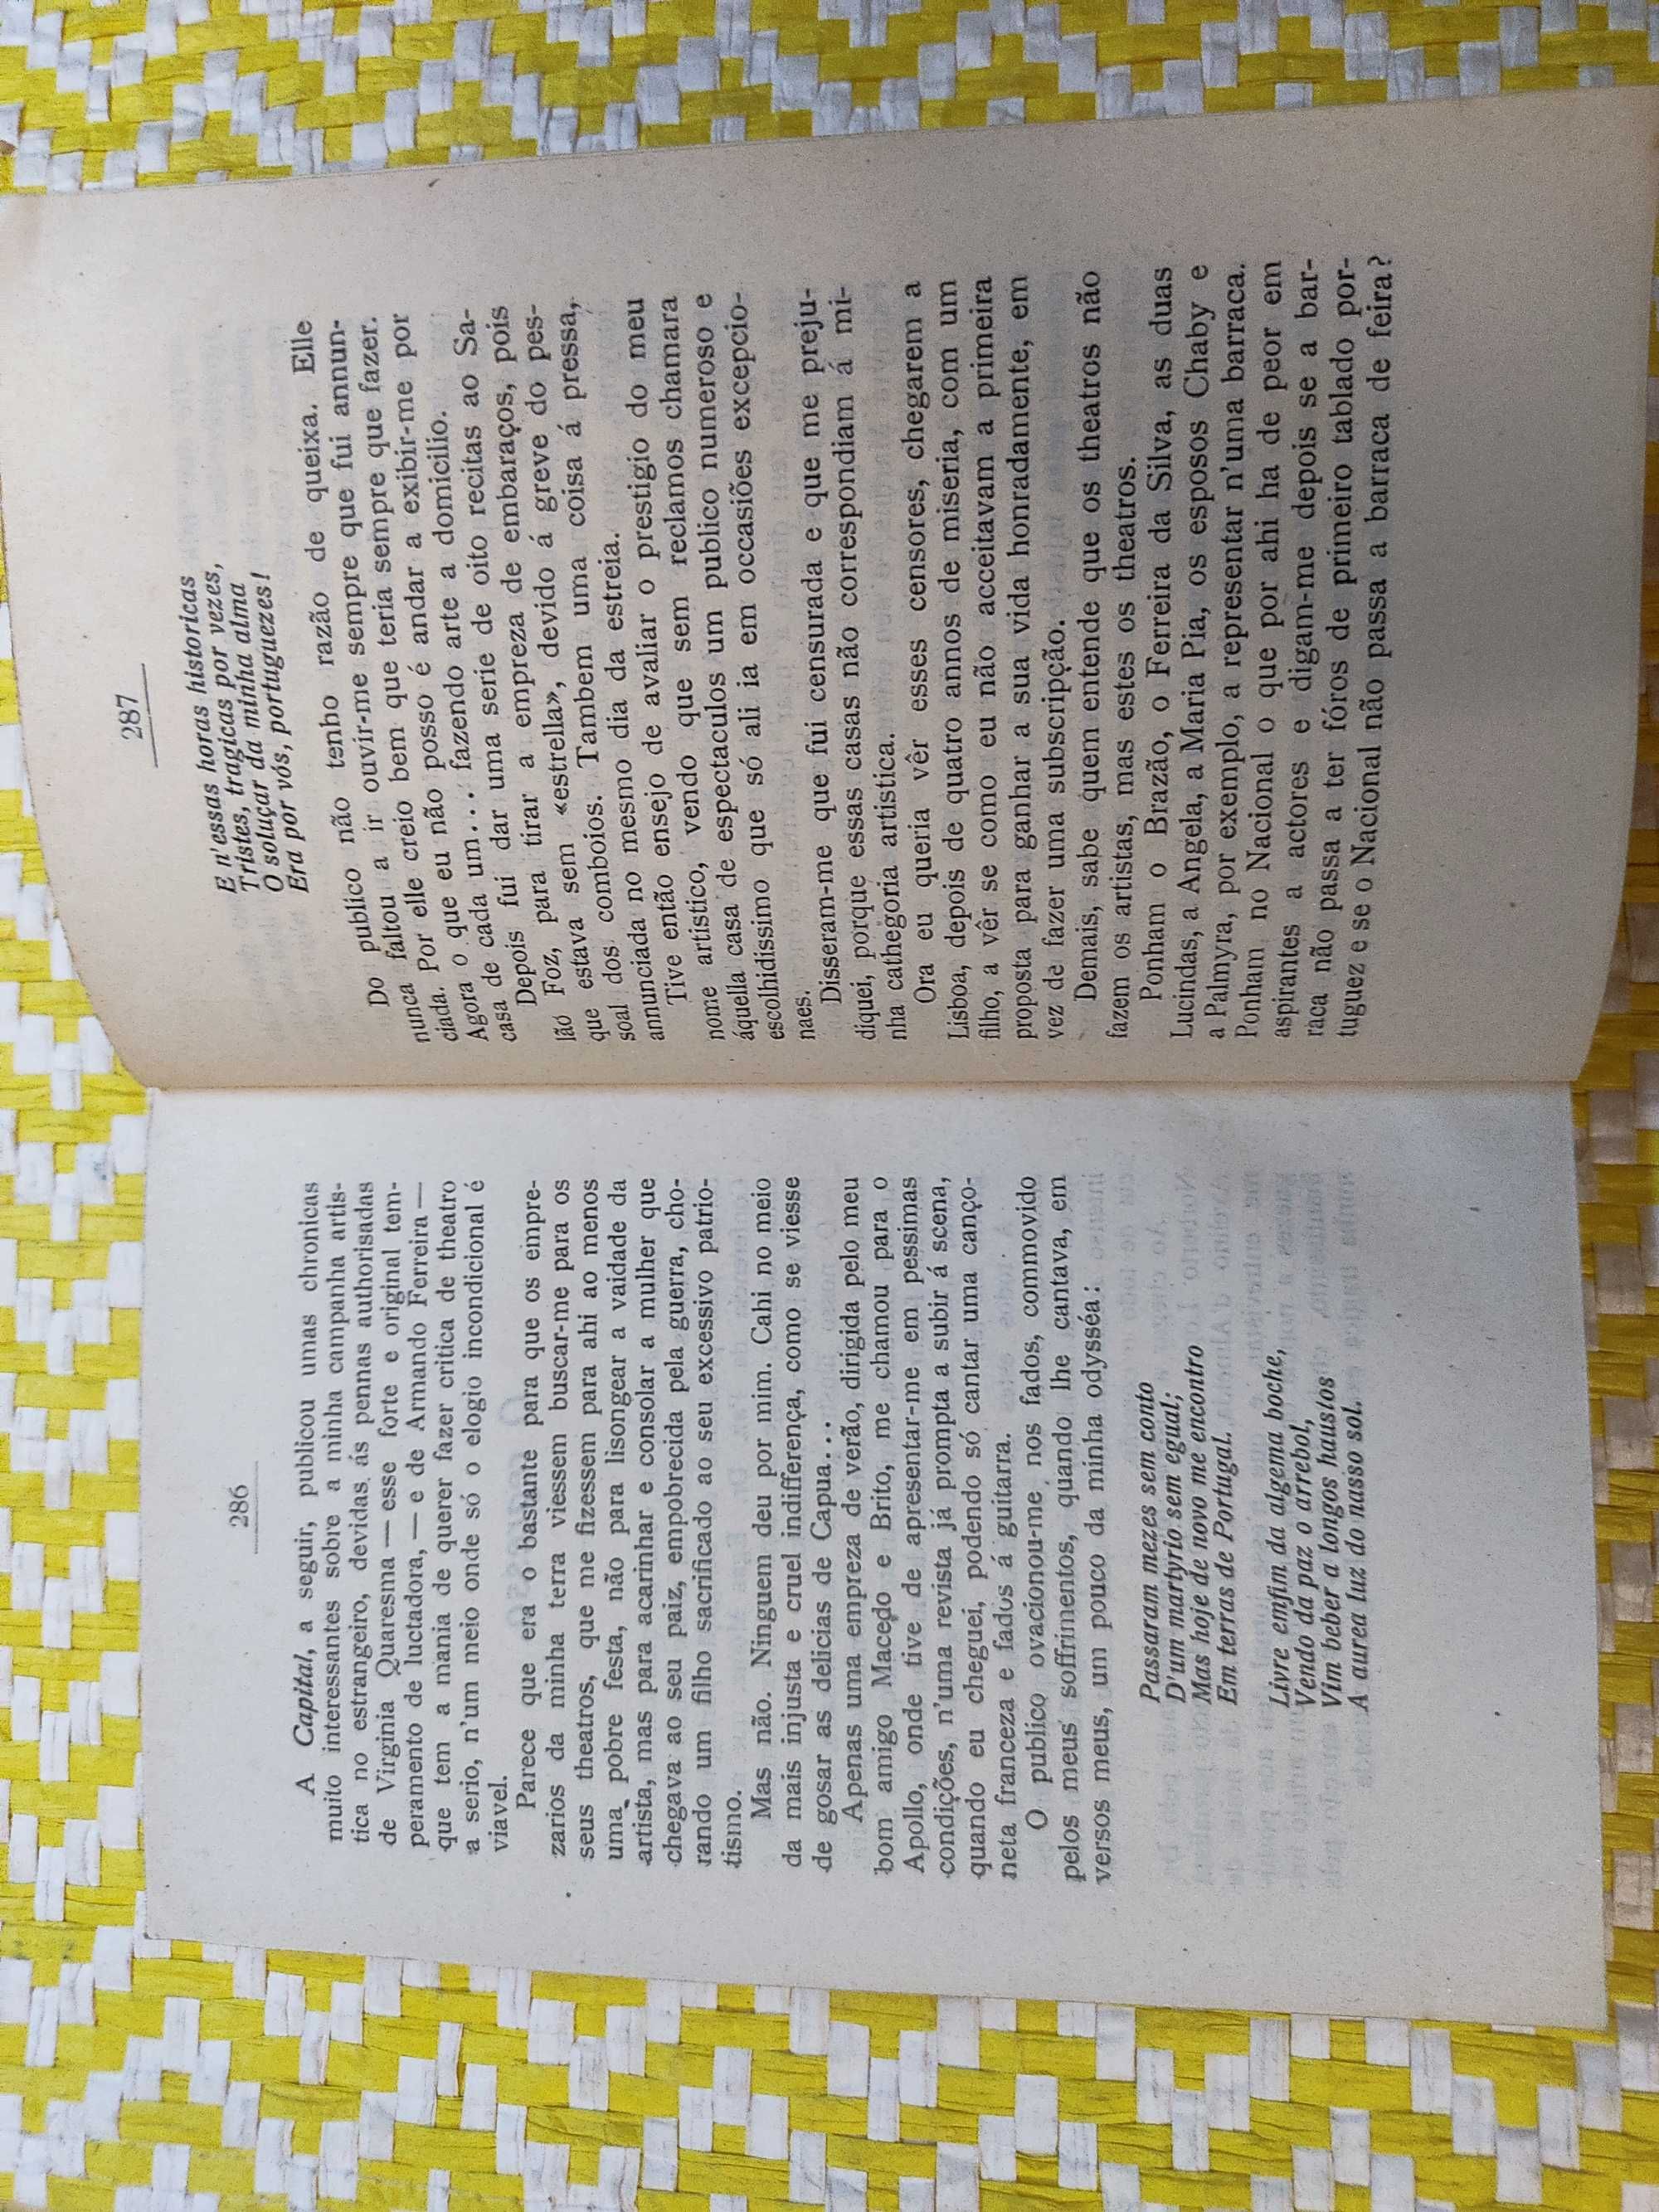 286
A Capital, a seguir, publicou umas chronicas
muito interessantes sobre a minha campanha artis-
tica no estrangeiro, devidas ás pennas authorisadas
de Virginia Quaresma — esse forte e original tem-
peramento de luctadora, — e de Armando Ferreira —
que tem a mania de querer fazer critica de theatro
a serio, n'um meio onde só o elogio incondicional é
viavel.
Parece que era o bastante para que os empre-
zarios da minha terra viessem buscar-me para os
seus theatros, que me fizessem para ahi ao menos
uma pobre festa, não para lisongear a vaidade da
artista, mas para acarinhar e consolar a mulher que
chegava ao seu paiz, empobrecida pela guerra, cho-
rando um filho sacrificado ao seu excessivo patrio-
tismo.
Mas não. Ninguem deu por mim. Cahi no meio
da mais injusta e cruel indifferença, como se viesse
de gosar as delicias de Capua...
Apenas uma empreza de verão, dirigida pelo meu
bom amigo Macedo e Brito, me chamou para o
Apollo, onde tive de apresentar-me em pessimas
condições, n'uma revista já prompta a subir á scena,
quando eu cheguei, podendo só cantar uma canço-
neta franceza e fados á guitarra.
O publico ovacionou-me nos fados, commovido
pelos meus soffrimentos, quando lhe cantava, em
versos meus, um pouco da minha odysséa:
Passaram mezes sem conto
D'um martyrio sem egual;
Mas hoje de novo me encontro
Em terras de Portugal.
Livre emfim da algema boche,
Vendo da paz o arrebol,
Vim beber a longos haustos
A aurea luz do nosso sol.
287
E n'essas horas historicas
Tristes, tragicas por vezes,
O soluçar da minha alma
Era por vós, portuguezes!
Do publico não tenho razão de queixa. Elle
nunca faltou a ir ouvir-me sempre que fui annun-
ciada. Por elle creio bem que teria sempre que fazer.
Agora o que eu não posso é andar a exibir-me por
casa de cada um... fazendo arte a domicilio.
Depois fui dar uma serie de oito recitas ao Sa-
lão Foz, para tirar a empreza de embaraços, pois
que estava sem «estrella», devido á greve do pes-
soal dos comboios. Tambem uma coisa á pressa,
annunciada no mesmo dia da estreia.
Tive então ensejo de avaliar o prestigio do meu
nome artistico, vendo que sem reclamos chamara
áquella casa de espectaculos um publico numeroso e
escolhidissimo que só ali ia em occasiões excepcio-
naes.
Disseram-me que fui censurada e que me preju-
diquei, porque essas casas não correspondiam á mi-
nha cathegoria artistica.
Ora eu queria vêr esses censores, chegarem a
Lisboa, depois de quatro annos de miseria, com um
filho, a vêr se como eu não acceitavam a primeira
proposta para ganhar a sua vida honradamente, em
vez de fazer uma subscripção.
Demais, sabe quem entende que os theatros não
fazem os artistas, mas estes os theatros.
Ponham o Brazão, o Ferreira da Silva, as duas
Lucindas, a Angela, a Maria Pia, os esposos Chaby e
a Palmyra, por exemplo, a representar n'uma barraca.
Ponham no Nacional o que por ahi ha de peor em
aspirantes a actores e digam-me depois se a bar-
raca não passa a ter fóros de primeiro tablado por-
tuguez e se o Nacional não passa a barraca de feira?